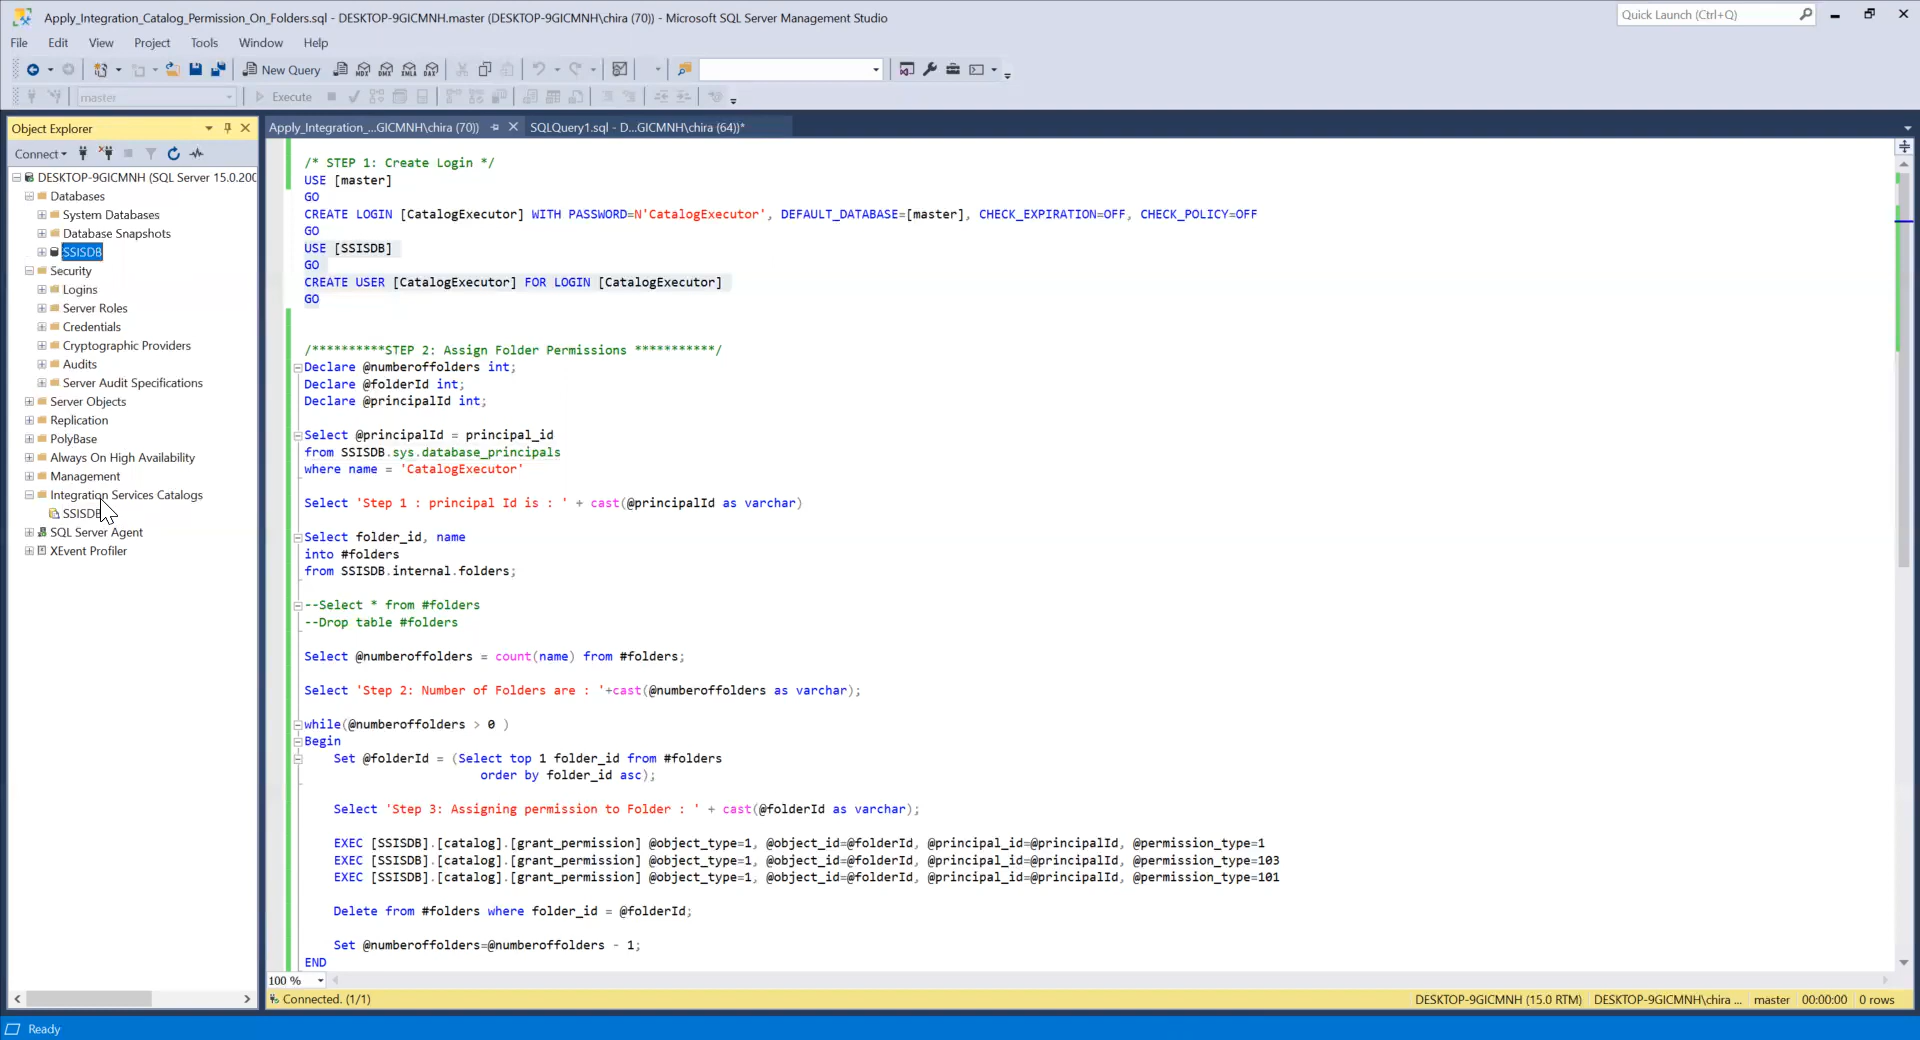 Apply_Integration_Catalog_Permission_On_Folders.sql - DESKTOP-9GICMNH.master (DESKTOP-9GICMNH\chira (70)) - Microsoft SQL Server Management Studio
Quick Launch (Ctrl+Q)
File Edit View Project Tools Window Help
New Query
MDX DMX XMLA DAX
master
Execute
Object Explorer
Apply_Integration_...GICMNH\chira (70))
SQLQuery1.sql - D...GICMNH\chira (64))*
Connect
DESKTOP-9GICMNH (SQL Server 15.0.200
Databases
System Databases
Database Snapshots
SSISDB
Security
Logins
Server Roles
Credentials
Cryptographic Providers
Audits
Server Audit Specifications
Server Objects
Replication
PolyBase
Always On High Availability
Management
Integration Services Catalogs
SSISDB
SQL Server Agent
XEvent Profiler
/* STEP 1: Create Login */
USE [master]
GO
CREATE LOGIN [CatalogExecutor] WITH PASSWORD=N'CatalogExecutor', DEFAULT_DATABASE=[master], CHECK_EXPIRATION=OFF, CHECK_POLICY=OFF
GO
USE [SSISDB]
GO
CREATE USER [CatalogExecutor] FOR LOGIN [CatalogExecutor]
GO
/**********STEP 2: Assign Folder Permissions ***********/
Declare @numberoffolders int;
Declare @folderId int;
Declare @principalId int;
Select @principalId = principal_id
from SSISDB.sys.database_principals
where name = 'CatalogExecutor'
Select 'Step 1 : principal Id is : ' + cast(@principalId as varchar)
Select folder_id, name
into #folders
from SSISDB.internal.folders;
--Select * from #folders
--Drop table #folders
Select @numberoffolders = count(name) from #folders;
Select 'Step 2: Number of Folders are : '+cast(@numberoffolders as varchar);
while(@numberoffolders > 0 )
Begin
Set @folderId = (Select top 1 folder_id from #folders
order by folder_id asc);
Select 'Step 3: Assigning permission to Folder : ' + cast(@folderId as varchar);
EXEC [SSISDB].[catalog].[grant_permission] @object_type=1, @object_id=@folderId, @principal_id=@principalId, @permission_type=1
EXEC [SSISDB].[catalog].[grant_permission] @object_type=1, @object_id=@folderId, @principal_id=@principalId, @permission_type=103
EXEC [SSISDB].[catalog].[grant_permission] @object_type=1, @object_id=@folderId, @principal_id=@principalId, @permission_type=101
Delete from #folders where folder_id = @folderId;
Set @numberoffolders=@numberoffolders - 1;
END
100 %
Connected. (1/1)
DESKTOP-9GICMNH (15.0 RTM) DESKTOP-9GICMNH\chira ... master 00:00:00 0 rows
Ready